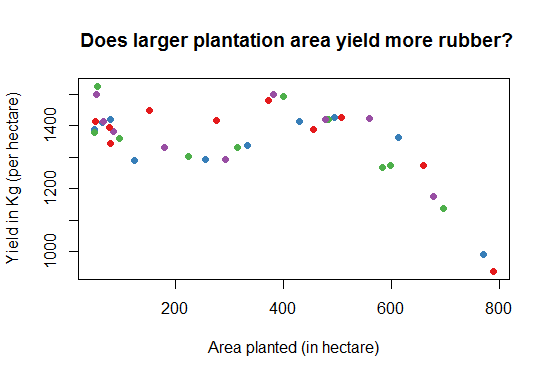 Does larger plantation area yield more rubber?
Yield in Kg (per hectare)
1400
1200
1000
200 400 600 800
Area planted (in hectare)